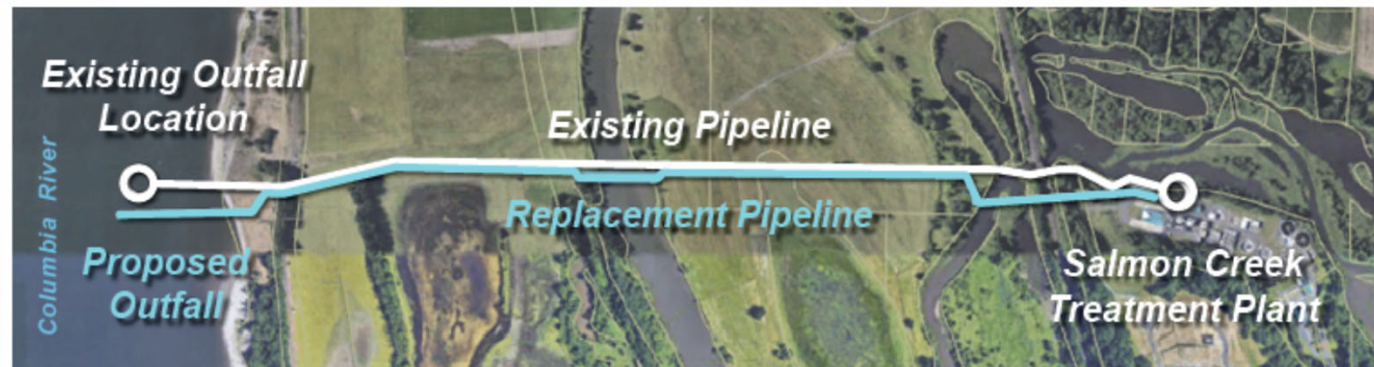 Existing Outfall
Location
Existing Pipeline
Columbia River
Replacement Pipeline
Proposed
Outfall
Salmon Creek
Treatment Plant